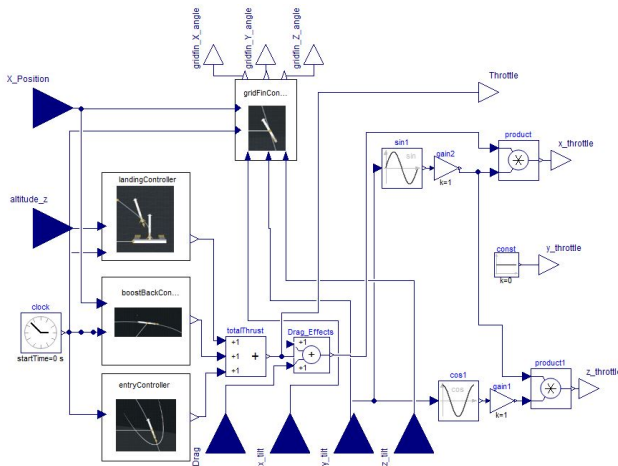 gridfin_X_angle
gridfin_Y_angle
gridfin_Z_angle
X_Position
gridFinCon...
Throttle
product
x_throttle
sin1
sin
gain2
k=1
landingController
altitude_z
const
k=0
y_throttle
boostBackCon...
clock
startTime=0 s
totalThrust
+1
+1
+1
+
Drag_Effects
+1
+1
+
product1
z_throttle
cos1
cos
gain1
k=1
entryController
Drag
x_tilt
y_tilt
z_tilt